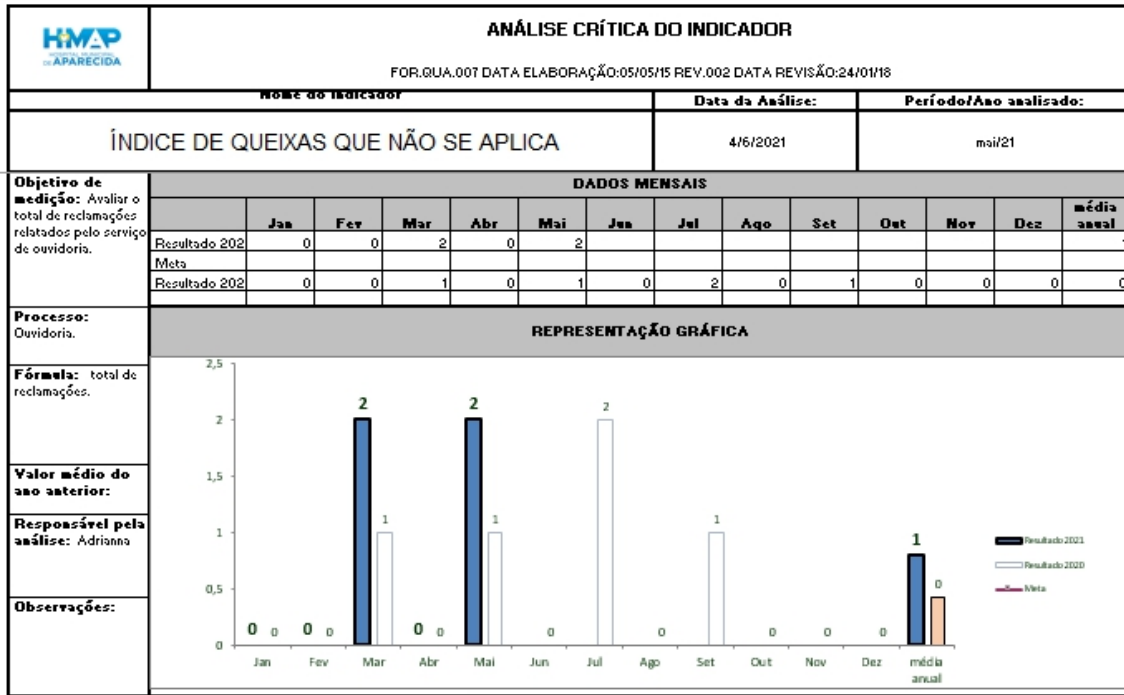 HMAP
HOSPITAL MUNICIPAL
DE APARECIDA
ANÁLISE CRÍTICA DO INDICADOR
FOR.QUA.007 DATA ELABORAÇÃO:05/05/15 REV.002 DATA REVISÃO:24/01/18
Nome do Indicador
Data da Análise:
Período/Ano analisado:
ÍNDICE DE QUEIXAS QUE NÃO SE APLICA
4/6/2021
mai/21
Objetivo de
medição: Avaliar o
total de reclamações
relatados pelo serviço
de ouvidoria.
DADOS MENSAIS
Jan Fev Mar Abr Mai Jun Jul Ago Set Out Nov Dez média anual
Resultado 202 0 0 2 0 2 1
Meta
Resultado 202 0 0 1 0 1 0 2 0 1 0 0 0 0
Processo:
Ouvidoria.
REPRESENTAÇÃO GRÁFICA
Fórmula: total de
reclamações.
Valor médio do
ano anterior:
Responsável pela
análise: Adrianna
Observações:
2,5
2
1,5
1
0,5
0
0 0 0 0 2 1 0 0 2 1 0 2 0 1 0 0 0 1 0
Jan Fev Mar Abr Mai Jun Jul Ago Set Out Nov Dez média
anual
Resultado 2021
Resultado 2020
Meta